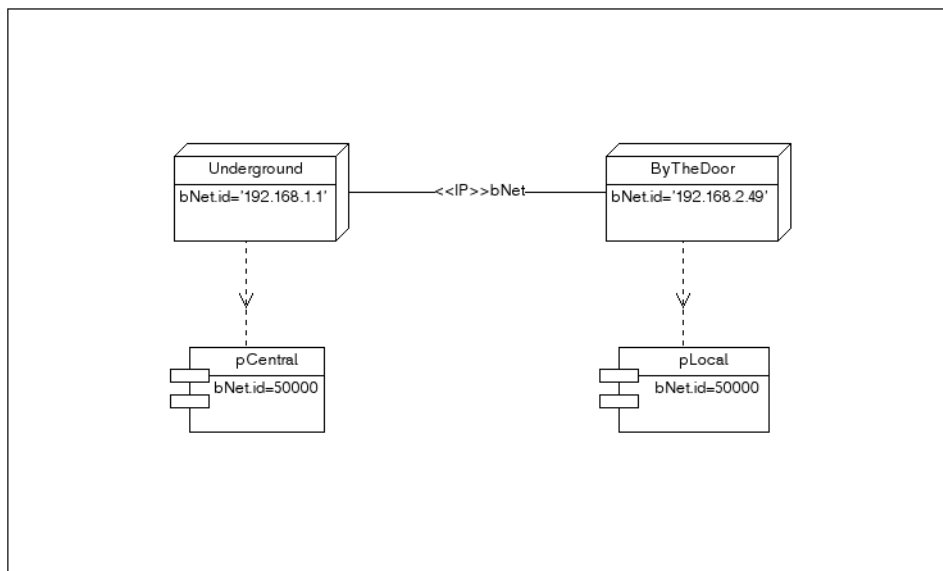 Underground
bNet.id='192.168.1.1'
<<IP>>bNet
ByTheDoor
bNet.id='192.168.2.49'
pCentral
bNet.id=50000
pLocal
bNet.id=50000